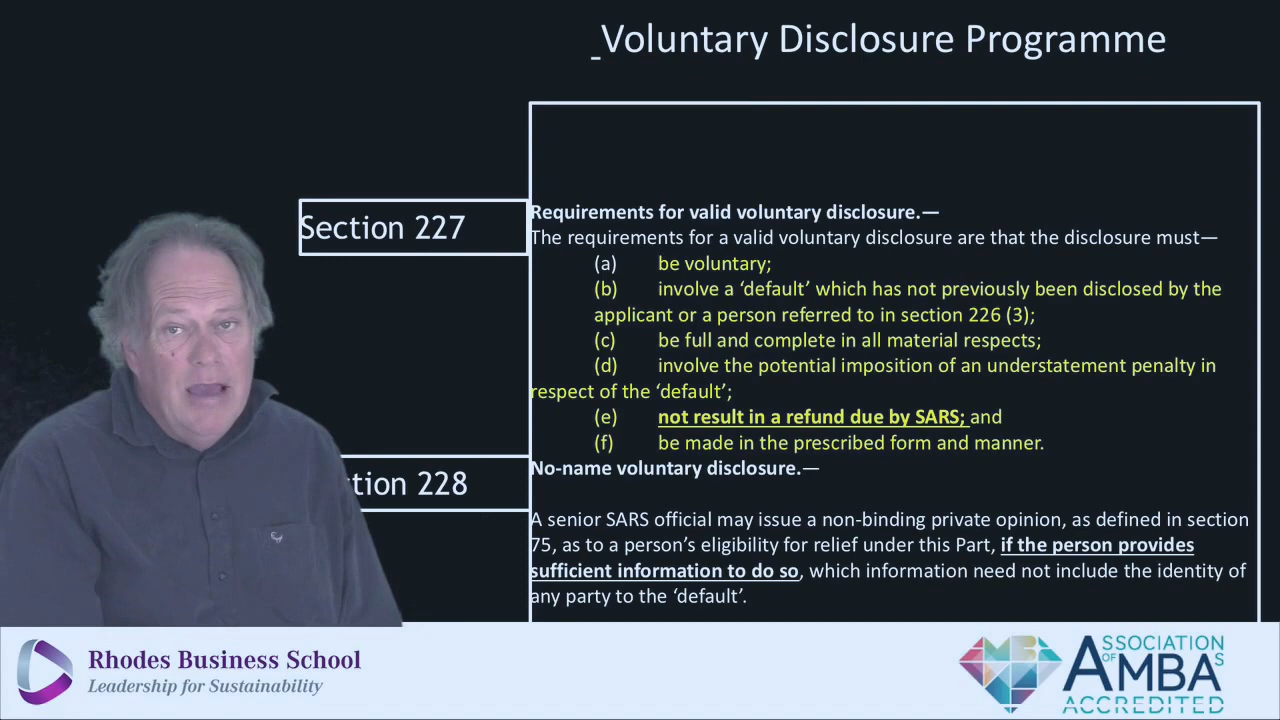 Voluntary Disclosure Programme
Section 227
Requirements for valid voluntary disclosure.—
The requirements for a valid voluntary disclosure are that the disclosure must—
(a) be voluntary;
(b) involve a ‘default’ which has not previously been disclosed by the
applicant or a person referred to in section 226 (3);
(c) be full and complete in all material respects;
(d) involve the potential imposition of an understatement penalty in
respect of the ‘default’;
(e) not result in a refund due by SARS; and
(f) be made in the prescribed form and manner.
ction 228
No-name voluntary disclosure.—
A senior SARS official may issue a non-binding private opinion, as defined in section
75, as to a person’s eligibility for relief under this Part, if the person provides
sufficient information to do so, which information need not include the identity of
any party to the ‘default’.
Rhodes Business School
Leadership for Sustainability
ASSOCIATION
OF AMBAS
ACCREDITED